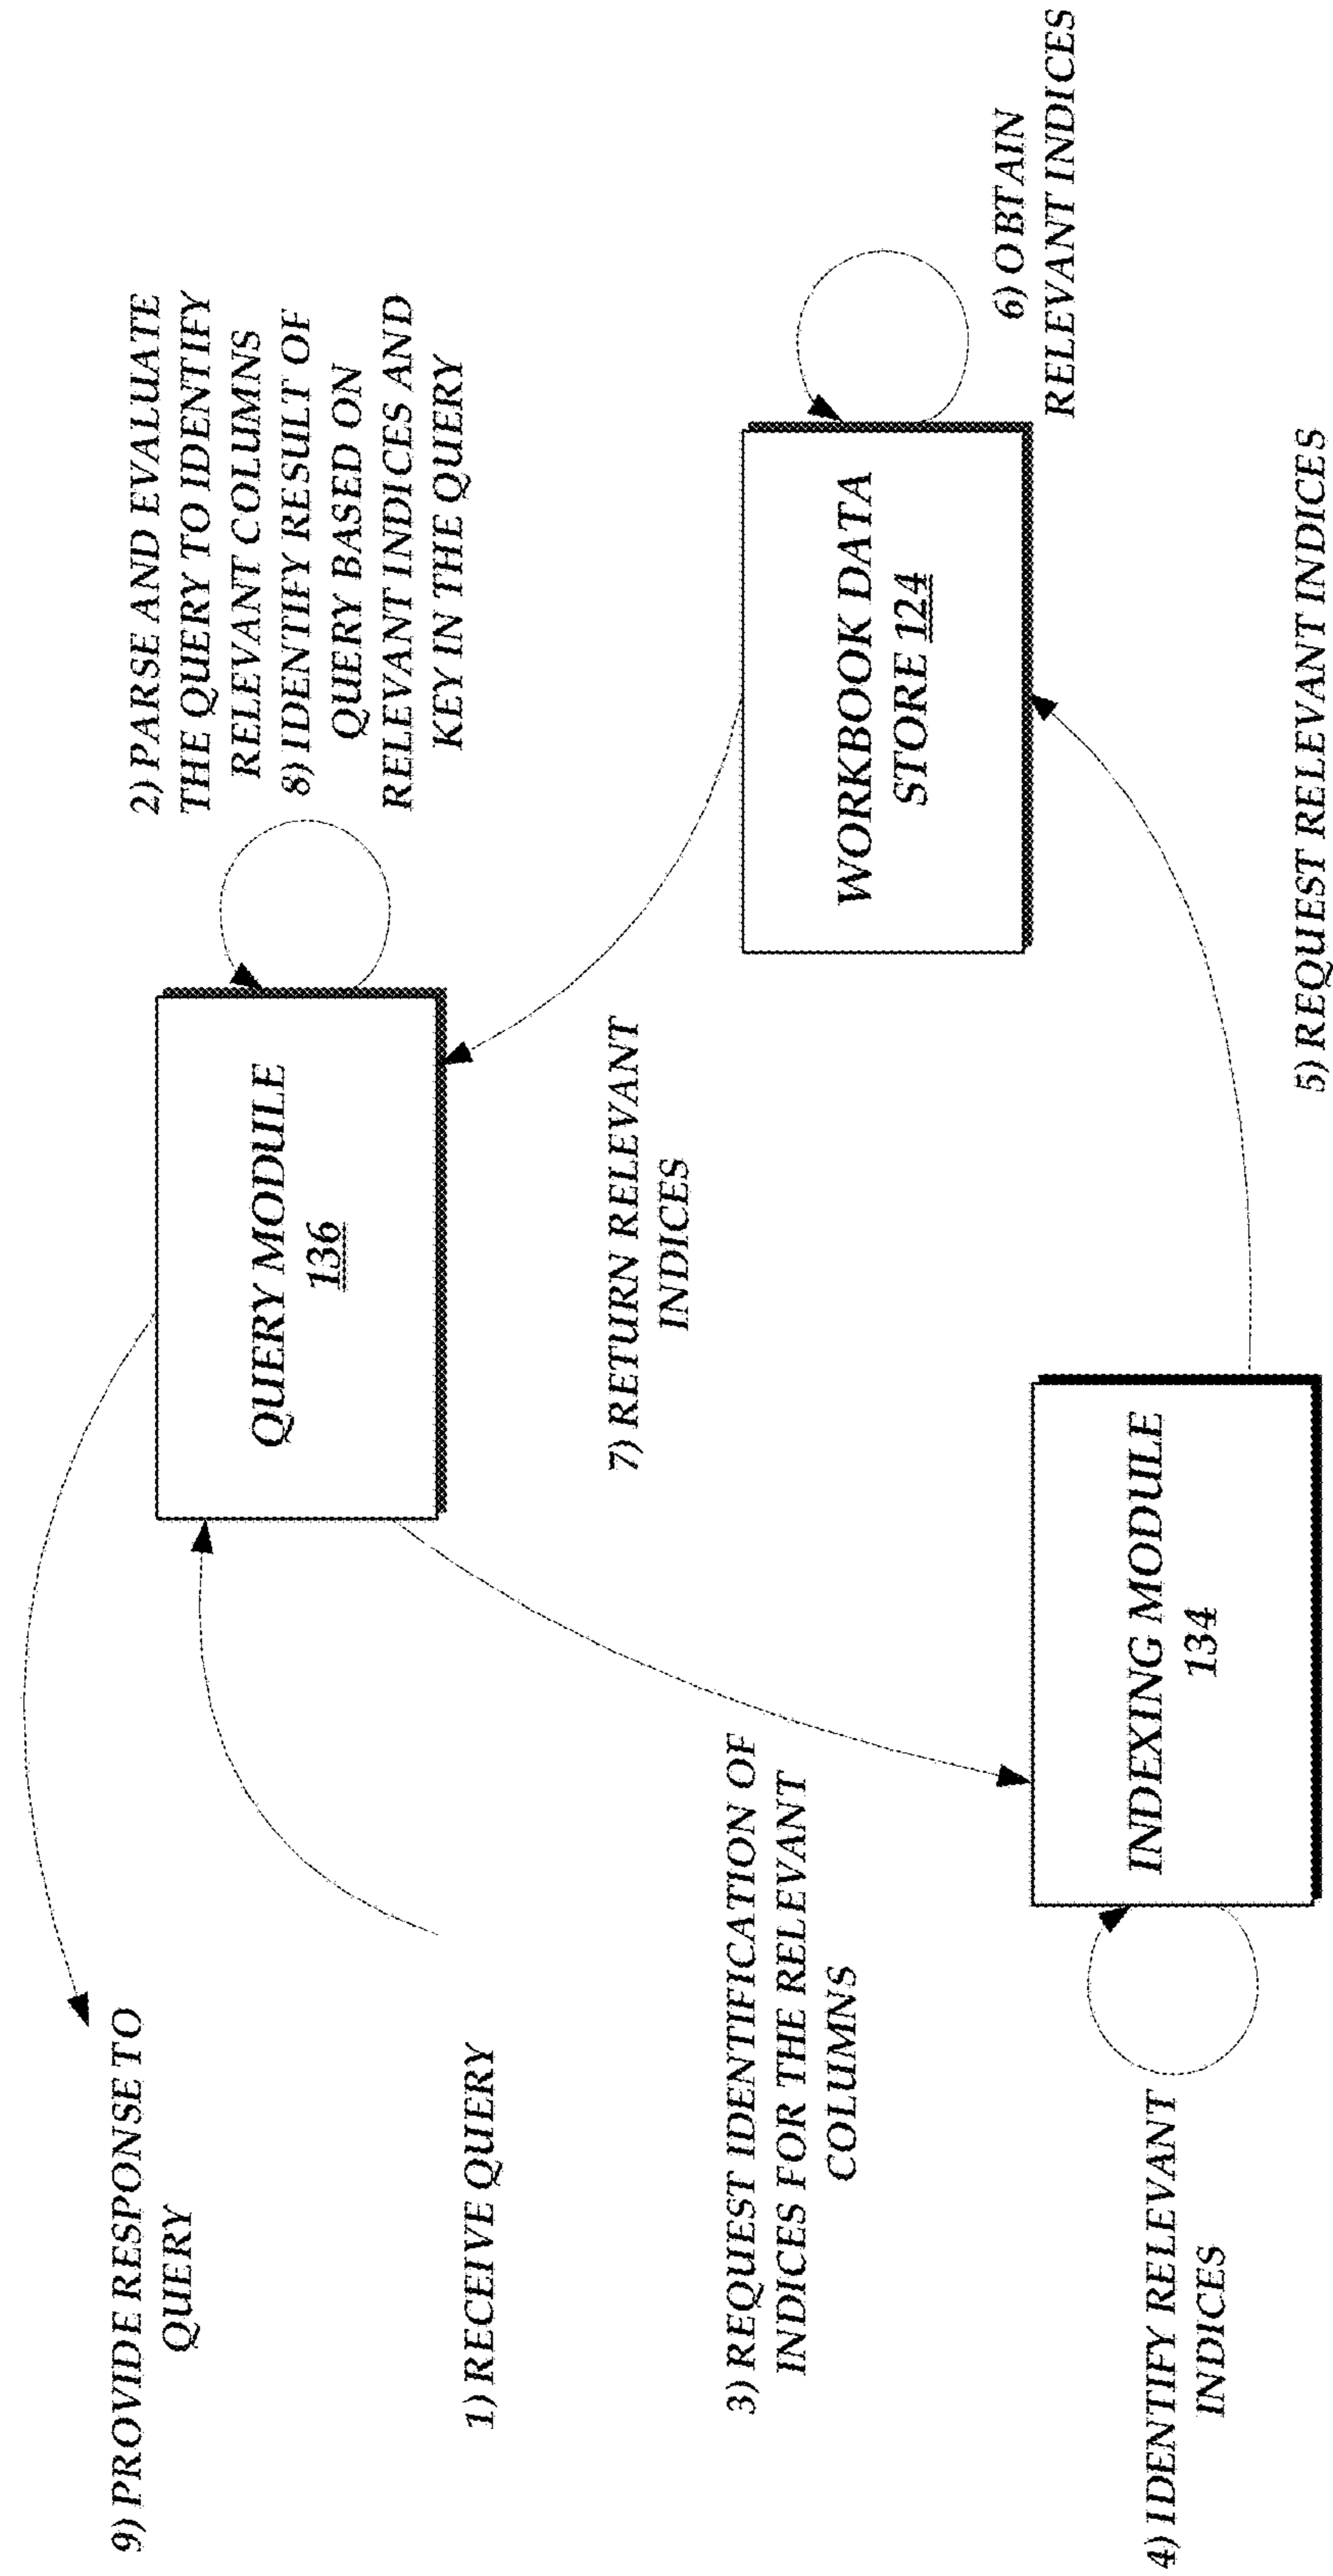 9) PROVIDE RESPONSE TO
QUERY
1) RECEIVE QUERY
QUERY MODULE
136
2) PARSE AND EVALUATE
THE QUERY TO IDENTIFY
RELEVANT COLUMNS
8) IDENTIFY RESULT OF
QUERY BASED ON
RELEVANT INDICES AND
KEY IN THE QUERY
3) REQUEST IDENTIFICATION OF
INDICES FOR THE RELEVANT
COLUMNS
7) RETURN RELEVANT
INDICES
WORKBOOK DATA
STORE 124
6) OBTAIN
RELEVANT INDICES
4) IDENTIFY RELEVANT
INDICES
INDEXING MODULE
134
5) REQUEST RELEVANT INDICES